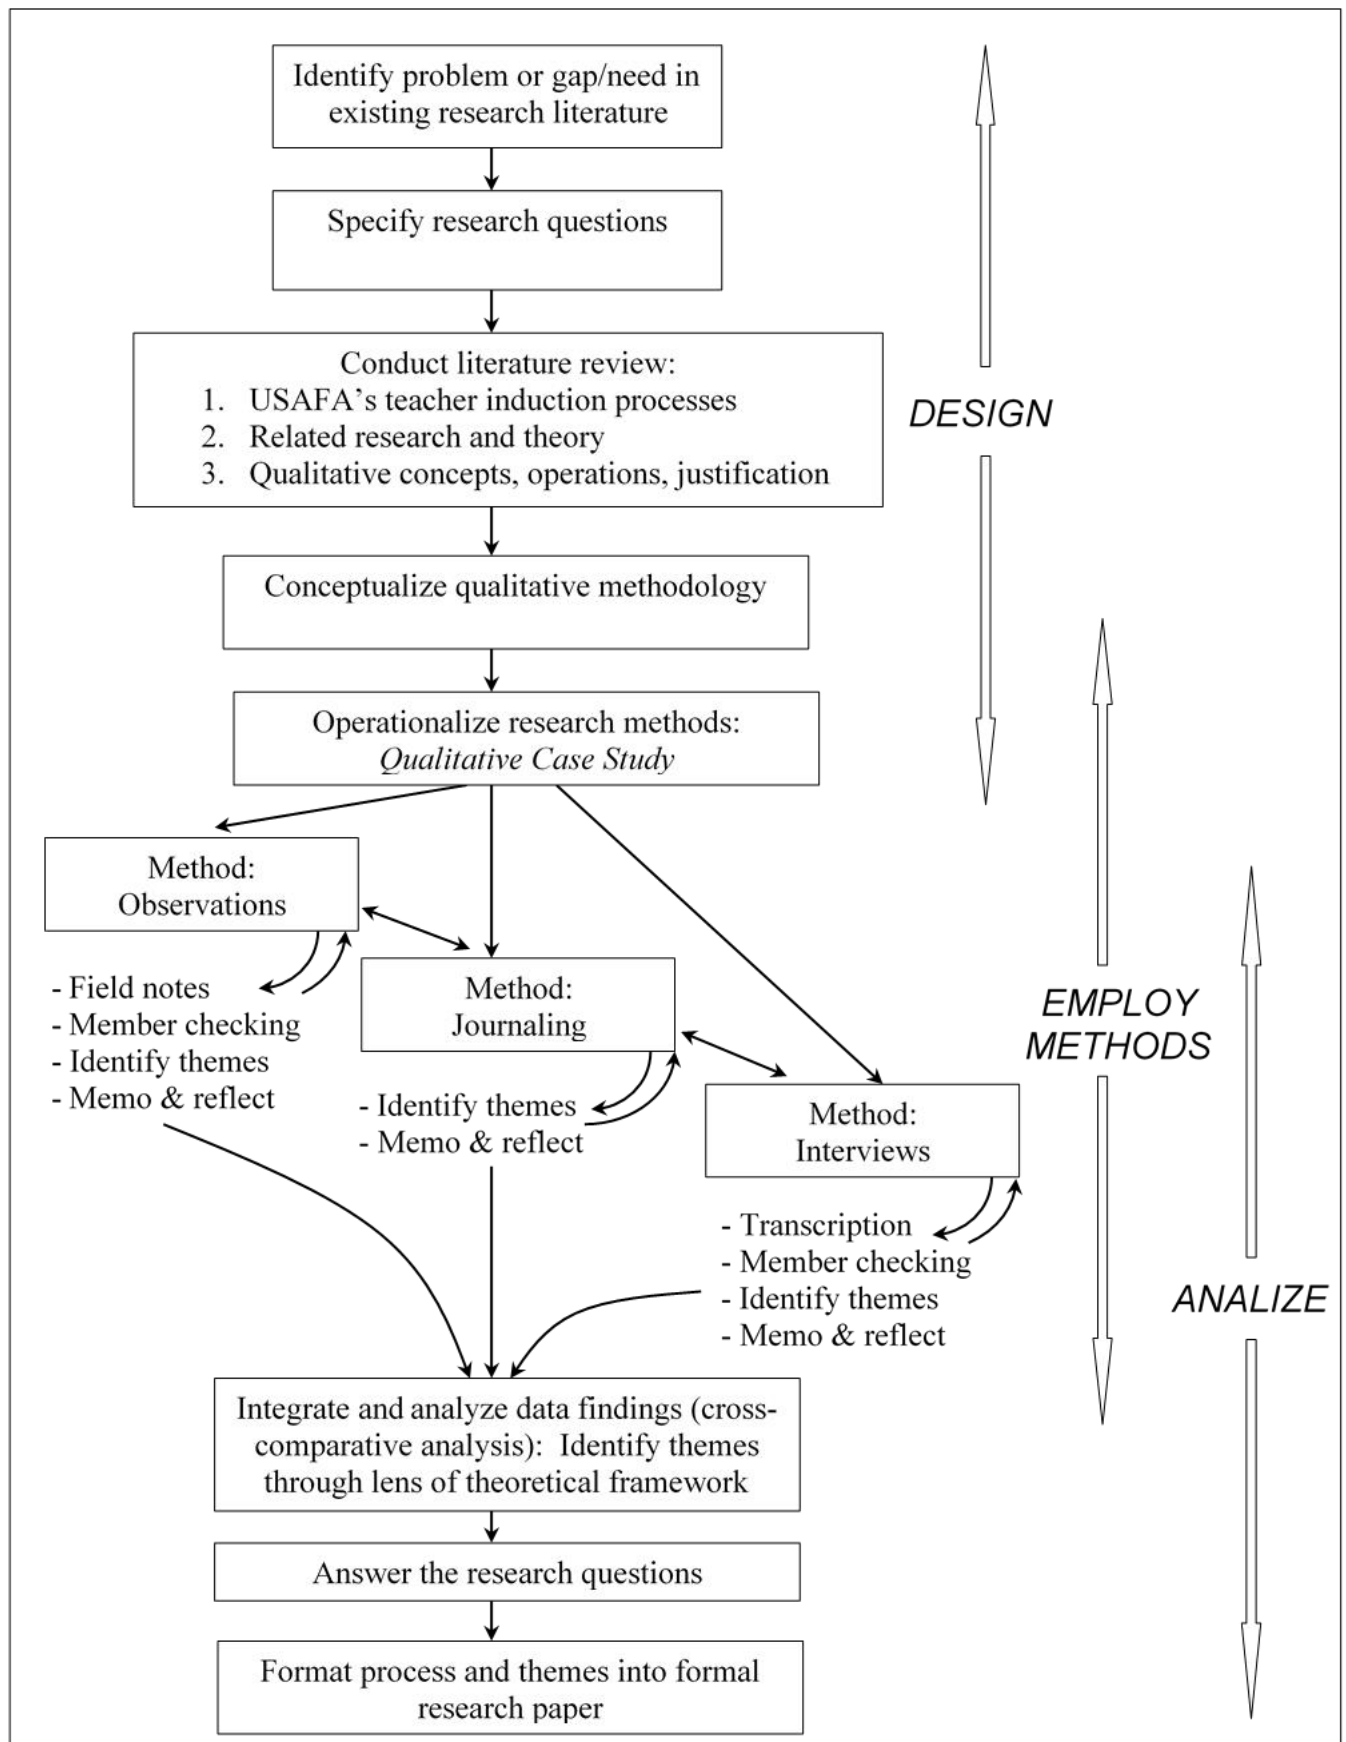 Identify problem or gap/need in
existing research literature
Specify research questions
Conduct literature review:
1. USAFA’s teacher induction processes
2. Related research and theory
3. Qualitative concepts, operations, justification
DESIGN
Conceptualize qualitative methodology
Operationalize research methods:
Qualitative Case Study
Method:
Observations
- Field notes
- Member checking
- Identify themes
- Memo & reflect
Method:
Journaling
- Identify themes
- Memo & reflect
Method:
Interviews
- Transcription
- Member checking
- Identify themes
- Memo & reflect
EMPLOY
METHODS
ANALIZE
Integrate and analyze data findings (cross-
comparative analysis): Identify themes
through lens of theoretical framework
Answer the research questions
Format process and themes into formal
research paper